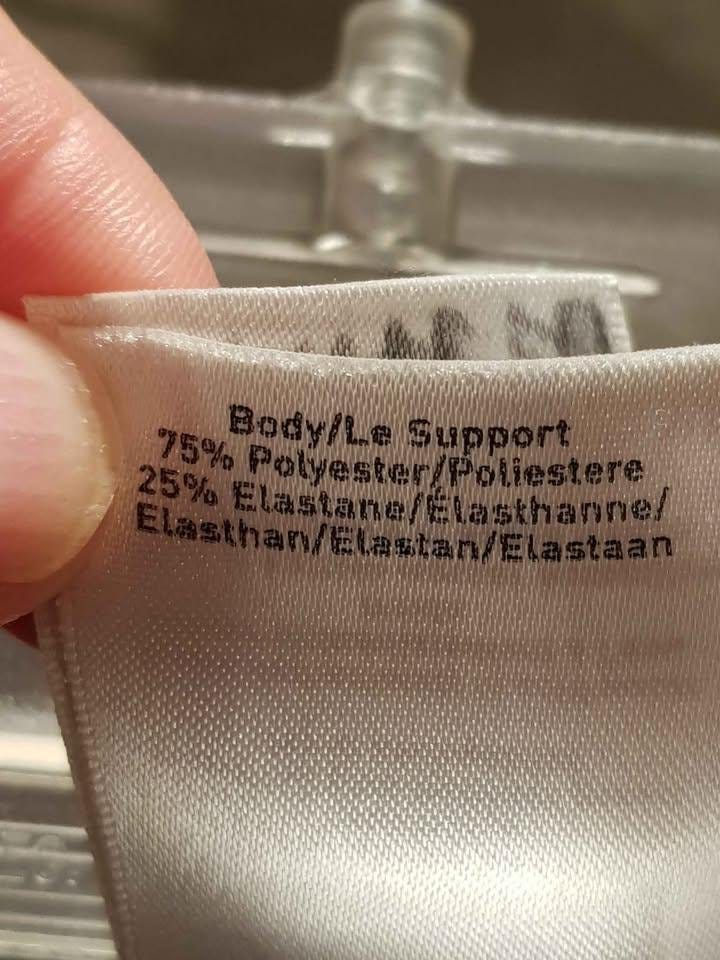 Body/Le Support
75% Polyester/Poliestere
25% Elastane/Élasthanne/
Elasthan/Elastan/Elastaan